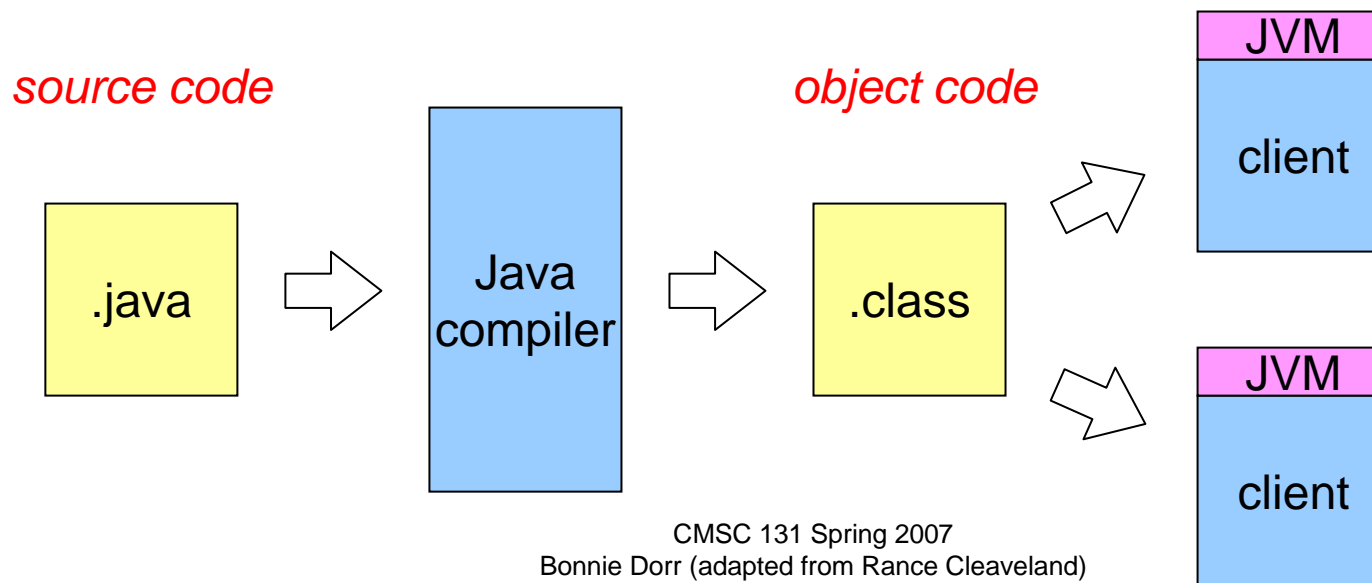 JVM
source code
object code
client
.java
Java
compiler
.class
JVM
client
CMSC 131 Spring 2007
Bonnie Dorr (adapted from Rance Cleaveland)